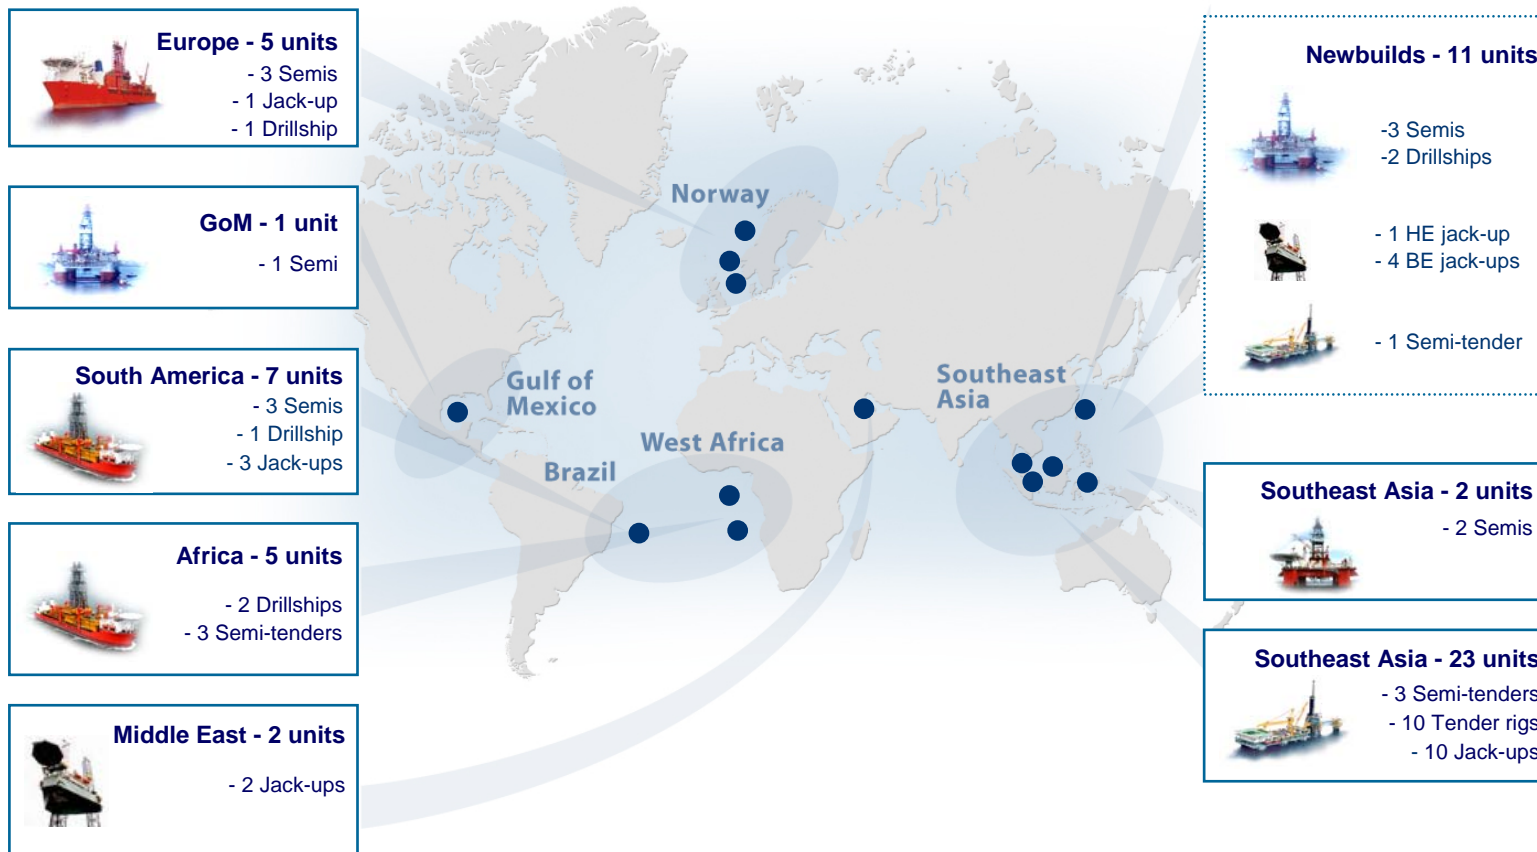 Europe - 5 units
- 3 Semis
- 1 Jack-up
- 1 Drillship
GoM - 1 unit
- 1 Semi
South America - 7 units
- 3 Semis
- 1 Drillship
- 3 Jack-ups
Africa - 5 units
- 2 Drillships
- 3 Semi-tenders
Middle East - 2 units
- 2 Jack-ups
Norway
Gulf of
Mexico
West Africa
Brazil
Southeast
Asia
Newbuilds - 11 units
-3 Semis
-2 Drillships
- 1 HE jack-up
- 4 BE jack-ups
- 1 Semi-tender
Southeast Asia - 2 units
- 2 Semis
Southeast Asia - 23 units
- 3 Semi-tenders
- 10 Tender rigs
- 10 Jack-ups